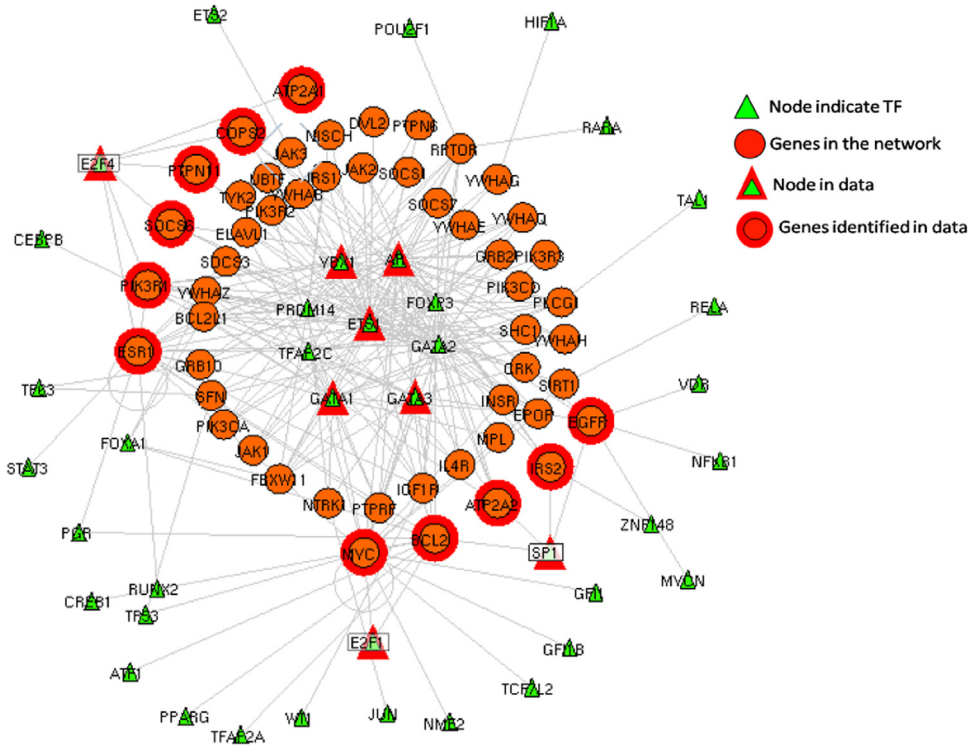 ETS2
POU2F1
HIF1A
Node indicate TF
Genes in the network
Node in data
Genes identified in data
ATP2A1
COPS2
PTPN11
SOCS6
PIK3R1
ESR1
E2F4
CEBPB
DVL2
PTPN6
NISCH
RPTOR
RARA
JAK3
JAK2
SOCS1
UBTF
IRS1
YWHAG
TAL1
TYK2
YWHAB
PIK3R2
SOCS7
YWHAQ
YWHAE
ELAVL1
SOCS3
GRB2
PIK3R3
YBX1
AR
PIK3CD
YWHAZ
PLCG1
PRDM14
FOXP3
BCL2L1
RELA
ETS1
SHC1
YWHAH
TFAP2C
GATA2
GRB10
CRK
SIRT1
VDR
SFN
GATA1
GATA3
INSR
EPOR
EGFR
PIK3CA
MPL
STAT3
FOXA1
JAK1
IL4R
IRS2
NFKB1
FBXW11
IGF1R
NTRK1
PTPRF
ATP2A2
ZNF148
PGR
MYC
BCL2
SP1
MYCN
RUNX2
CREB1
GFI1
TP53
E2F1
GFI1B
ATF1
TCF7L2
PPARG
JUN
NME2
TFAP2A